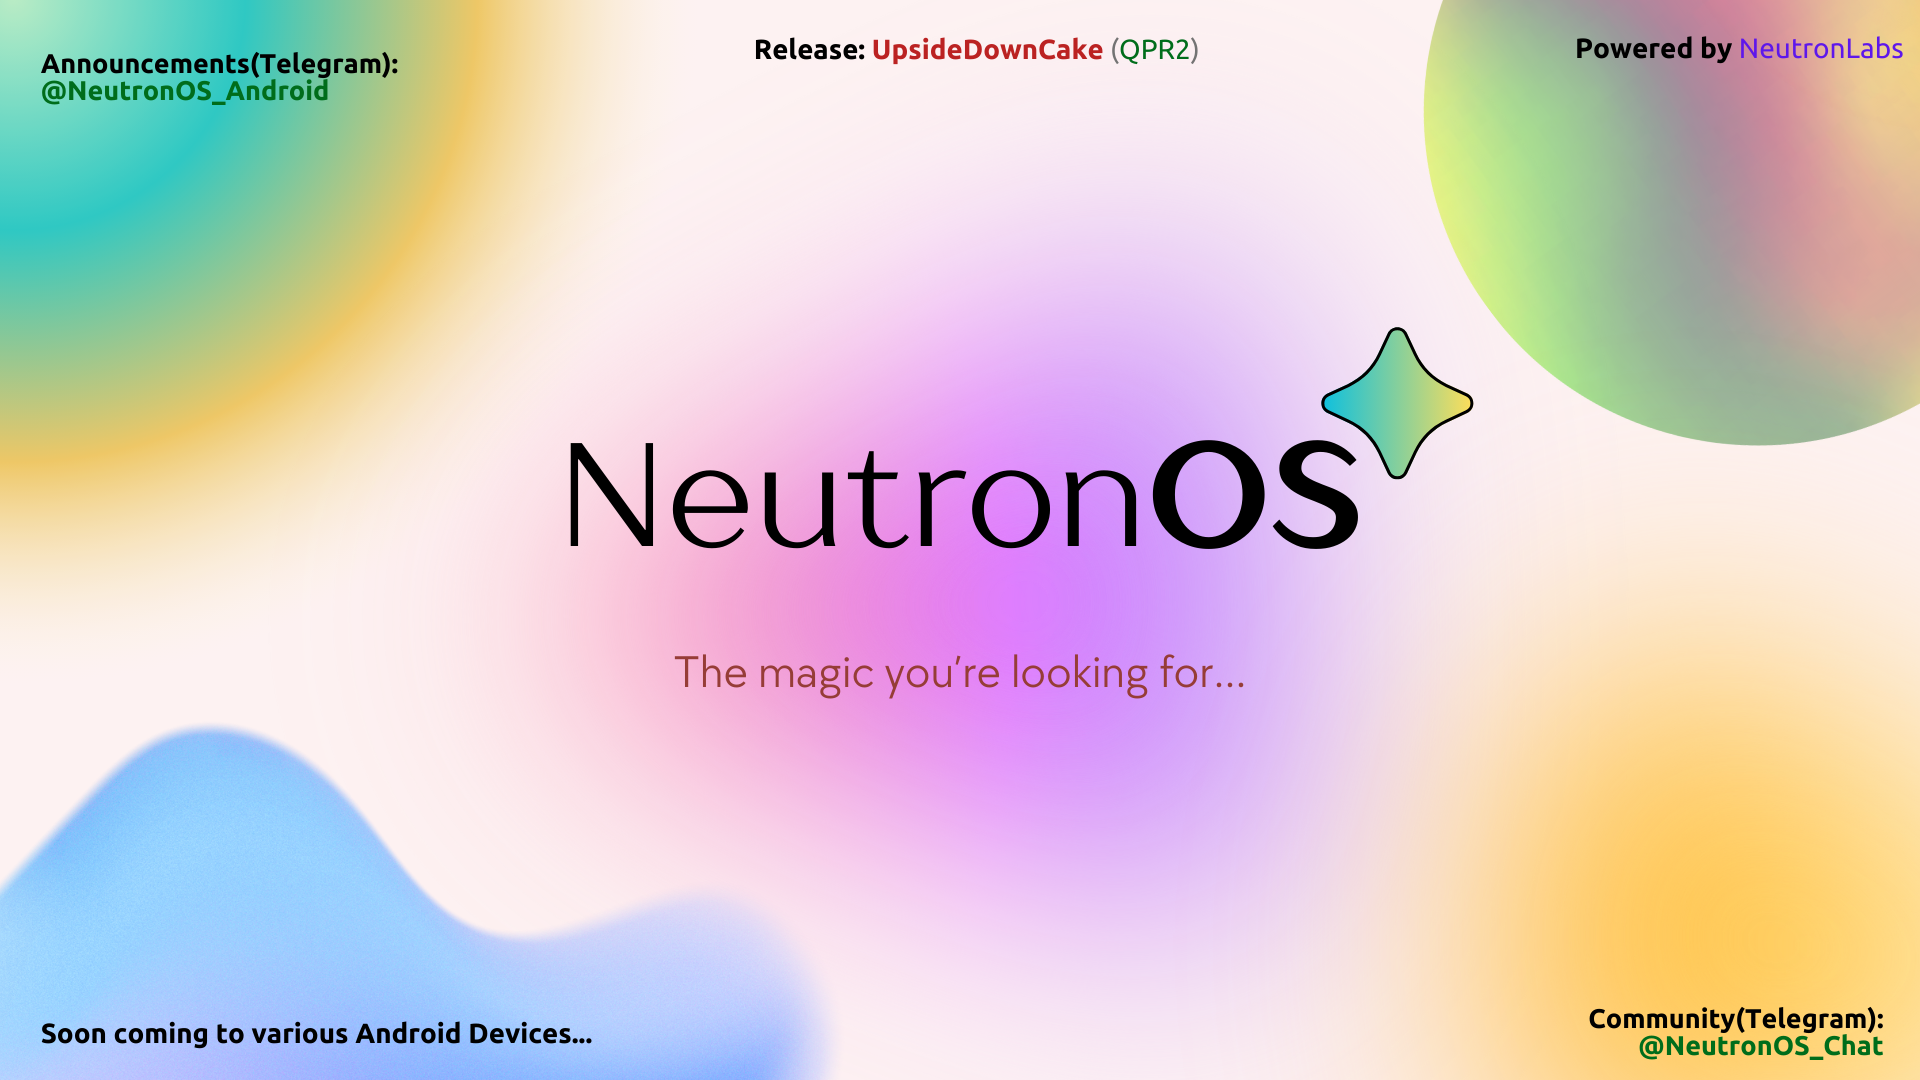 Announcements(Telegram):
@NeutronOS_Android
Release: UpsideDownCake (QPR2)
Powered by NeutronLabs
NeutronOS
The magic you're looking for...
Soon coming to various Android Devices...
Community(Telegram):
@NeutronOS_Chat